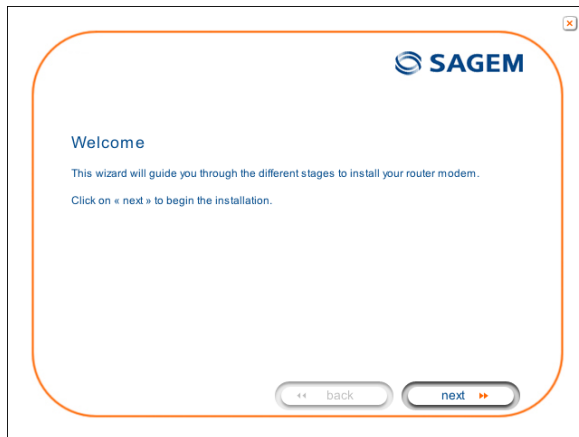 SAGEM
Welcome
This wizard will guide you through the different stages to install your router modem.
Click on « next » to begin the installation.
back
next